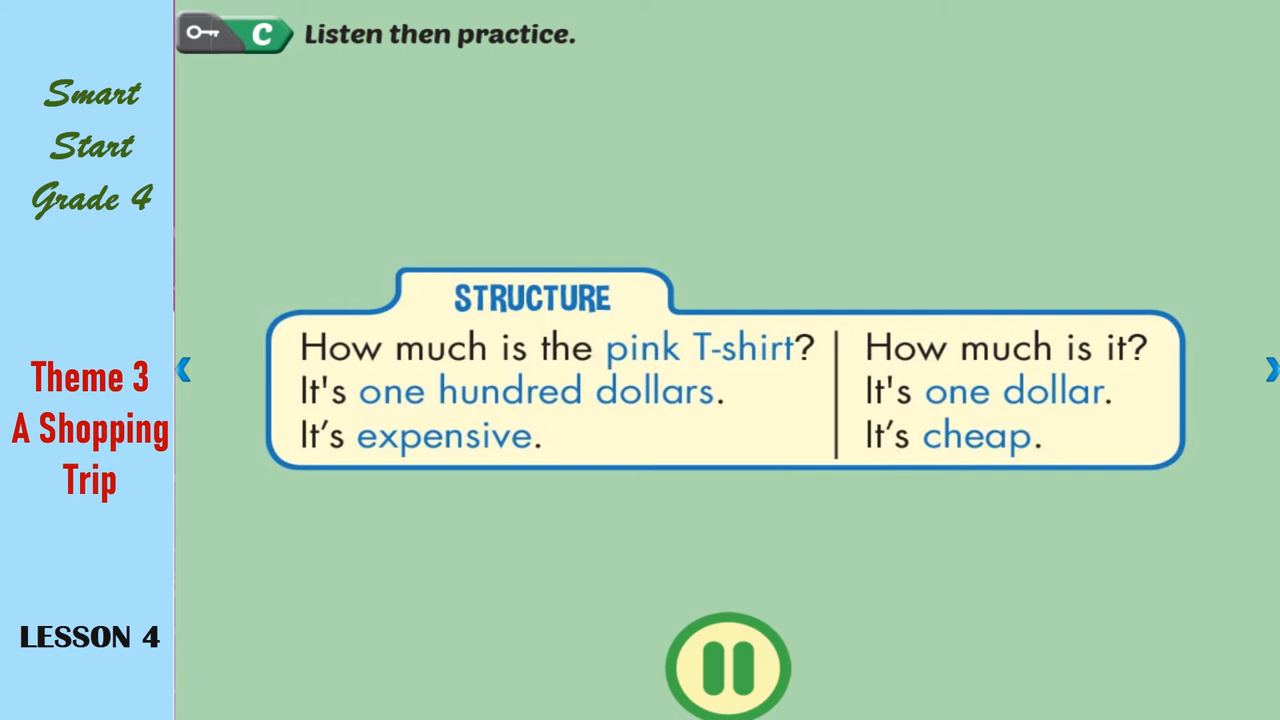 C Listen then practice.
Smart
Start
Grade 4
Theme 3
A Shopping
Trip
LESSON 4
STRUCTURE
How much is the pink T-shirt?
It's one hundred dollars.
It’s expensive.
How much is it?
It's one dollar.
It’s cheap.